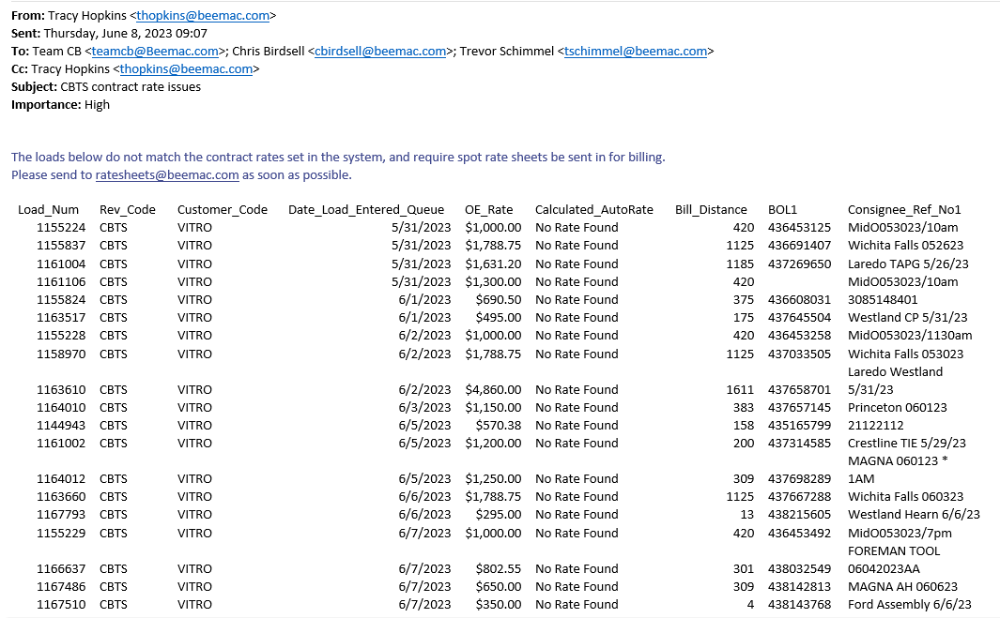 From: Tracy Hopkins <thopkins@beemac.com>
Sent: Thursday, June 8, 2023 09:07
To: Team CB <teamcb@Beemac.com>; Chris Birdsell <cbirdsell@beemac.com>; Trevor Schimmel <tschimmel@beemac.com>
Cc: Tracy Hopkins <thopkins@beemac.com>
Subject: CBTS contract rate issues
Importance: High
The loads below do not match the contract rates set in the system, and require spot rate sheets be sent in for billing.
Please send to ratesheets@beemac.com as soon as possible.
Load_Num Rev_Code Customer_Code Date_Load_Entered_Queue OE_Rate Calculated_AutoRate Bill_Distance BOL1 Consignee_Ref_No1
1155224 CBTS VITRO 5/31/2023 $1,000.00 No Rate Found 420 436453125 MidO053023/10am
1155837 CBTS VITRO 5/31/2023 $1,788.75 No Rate Found 1125 436691407 Wichita Falls 052623
1161004 CBTS VITRO 5/31/2023 $1,631.20 No Rate Found 1185 437269650 Laredo TAPG 5/26/23
1161106 CBTS VITRO 5/31/2023 $1,300.00 No Rate Found 420 MidO053023/10am
1155824 CBTS VITRO 6/1/2023 $690.50 No Rate Found 375 436608031 3085148401
1163517 CBTS VITRO 6/1/2023 $495.00 No Rate Found 175 437645504 Westland CP 5/31/23
1155228 CBTS VITRO 6/2/2023 $1,000.00 No Rate Found 420 436453258 MidO053023/1130am
1158970 CBTS VITRO 6/2/2023 $1,788.75 No Rate Found 1125 437033505 Wichita Falls 053023
Laredo Westland
1163610 CBTS VITRO 6/2/2023 $4,860.00 No Rate Found 1611 437658701 5/31/23
1164010 CBTS VITRO 6/3/2023 $1,150.00 No Rate Found 383 437657145 Princeton 060123
1144943 CBTS VITRO 6/5/2023 $570.38 No Rate Found 158 435165799 21122112
1161002 CBTS VITRO 6/5/2023 $1,200.00 No Rate Found 200 437314585 Crestline TIE 5/29/23
MAGNA 060123 *
1164012 CBTS VITRO 6/5/2023 $1,250.00 No Rate Found 309 437698289 1AM
1163660 CBTS VITRO 6/6/2023 $1,788.75 No Rate Found 1125 437667288 Wichita Falls 060323
1167793 CBTS VITRO 6/6/2023 $295.00 No Rate Found 13 438215605 Westland Hearn 6/6/23
1155229 CBTS VITRO 6/7/2023 $1,000.00 No Rate Found 420 436453492 MidO053023/7pm
FOREMAN TOOL
1166637 CBTS VITRO 6/7/2023 $802.55 No Rate Found 301 438032549 06042023AA
1167486 CBTS VITRO 6/7/2023 $650.00 No Rate Found 309 438142813 MAGNA AH 060623
1167510 CBTS VITRO 6/7/2023 $350.00 No Rate Found 4 438143768 Ford Assembly 6/6/23